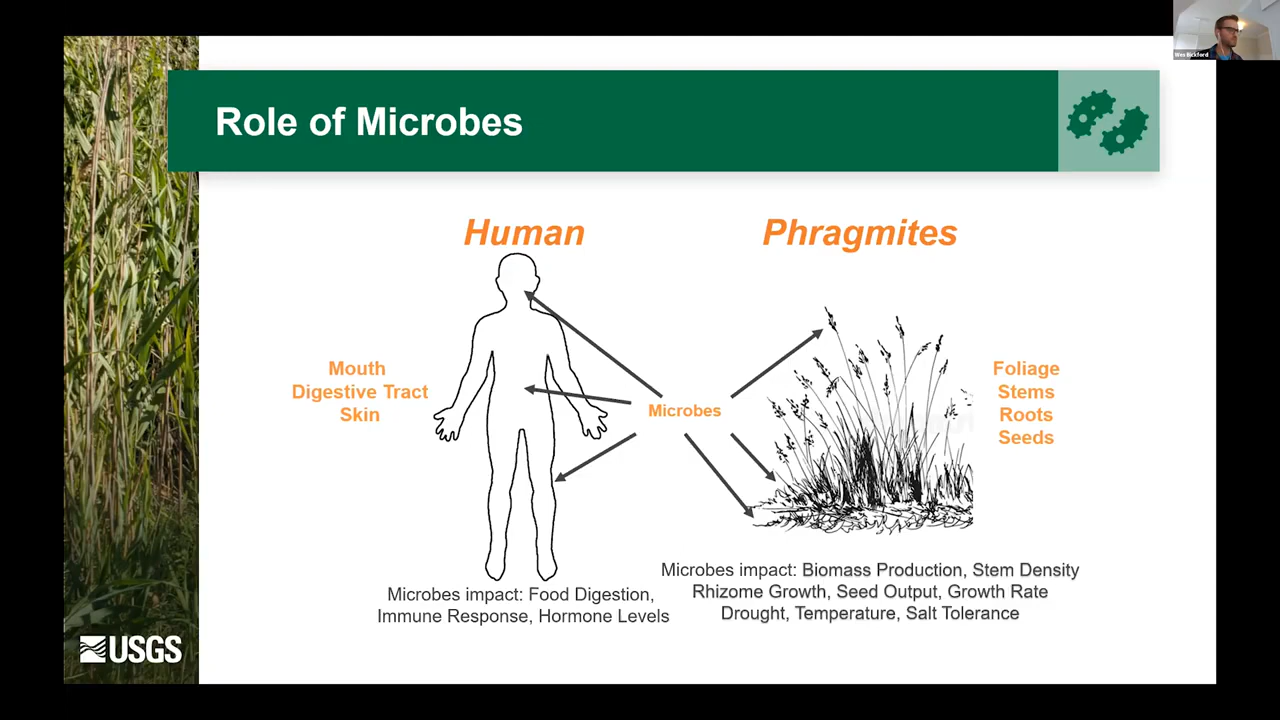 Wes Bickford
Role of Microbes
Human
Phragmites
Mouth
Digestive Tract
Skin
Microbes
Foliage
Stems
Roots
Seeds
Microbes impact: Food Digestion,
Immune Response, Hormone Levels
Microbes impact: Biomass Production, Stem Density
Rhizome Growth, Seed Output, Growth Rate
Drought, Temperature, Salt Tolerance
USGS